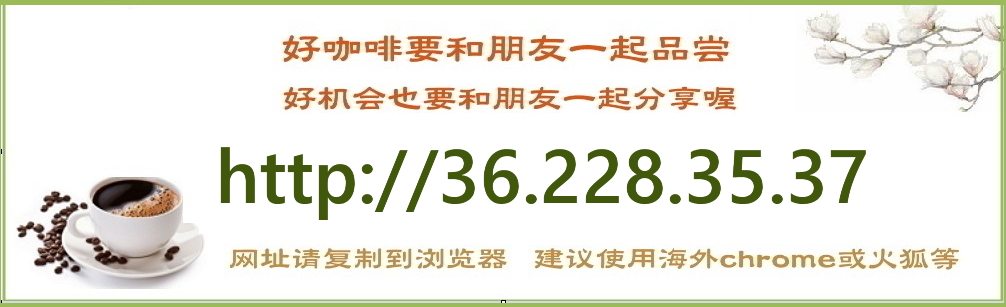 好咖啡要和朋友一起品尝
好机会也要和朋友一起分享喔
http://36.228.35.37
网址请复制到浏览器 建议使用海外chrome或火狐等